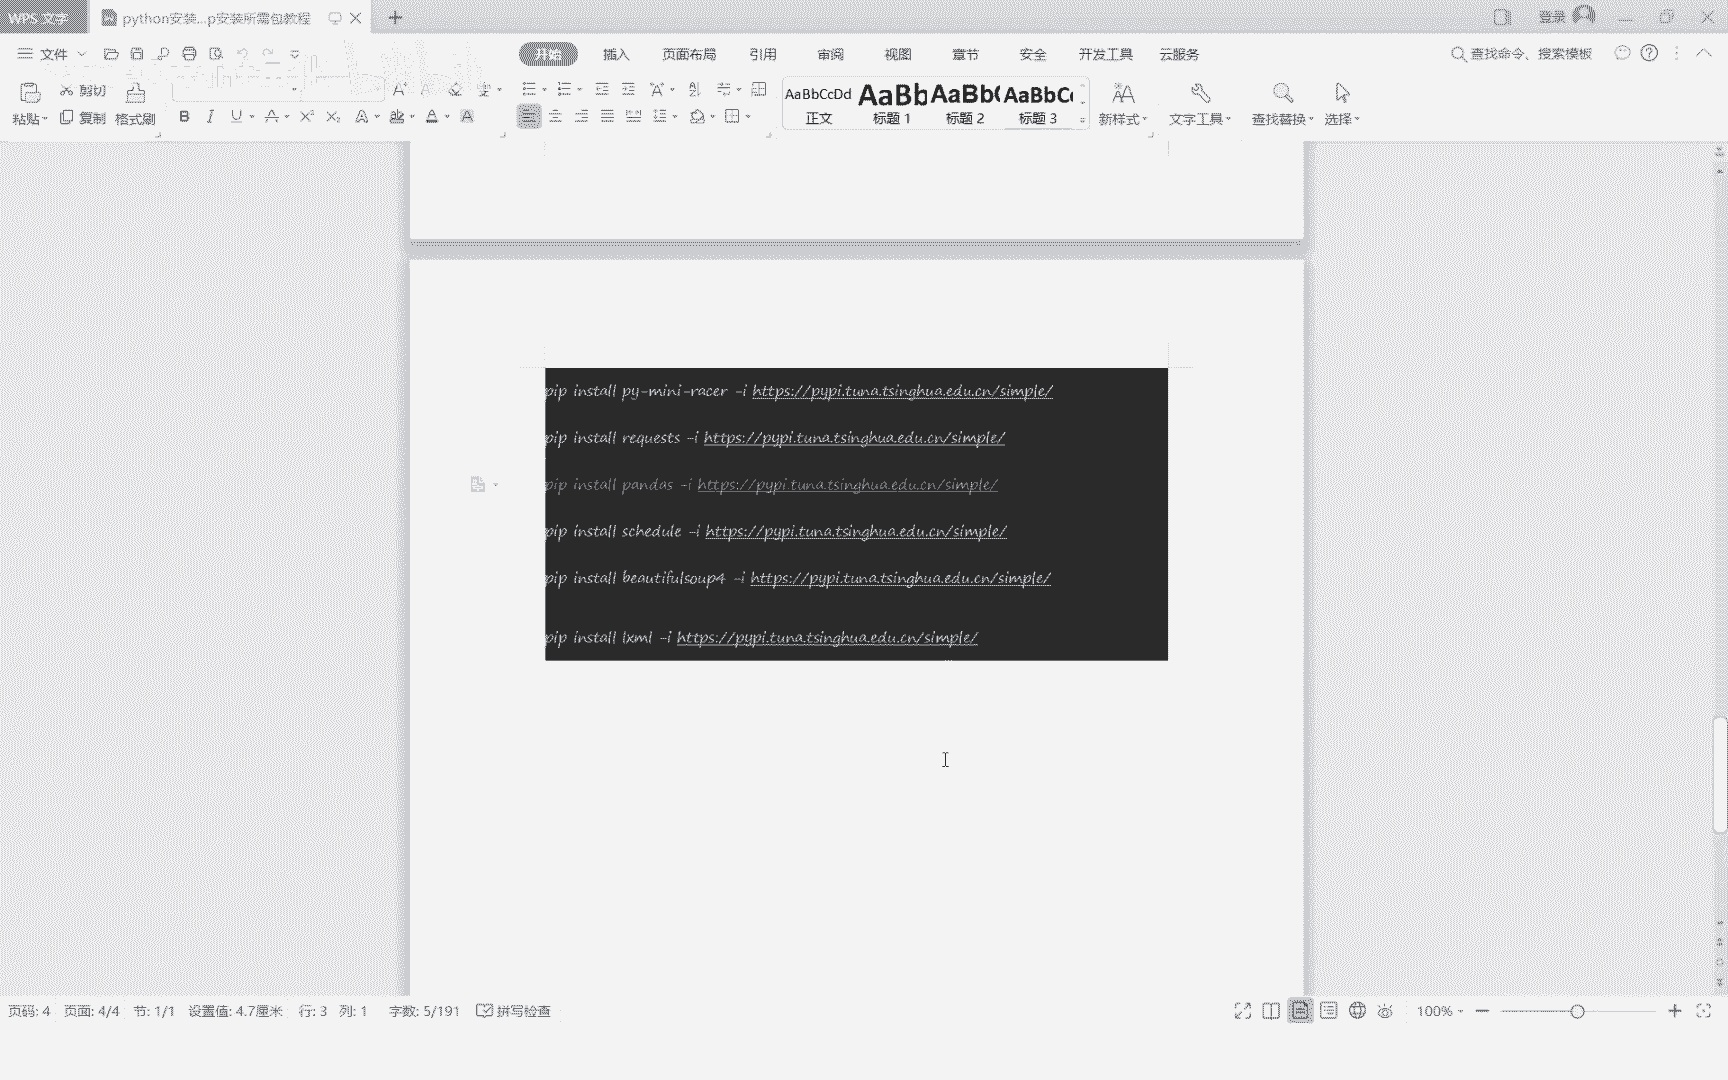 WPS 文字
python安装...p安装所需包教程
登录
文件
开始
插入
页面布局
引用
审阅
视图
章节
安全
开发工具
云服务
查找命令、搜索模板
粘贴
剪切
复制
格式刷
AaBbCcDd
正文
AaBb
标题 1
AaBb(
标题 2
AaBbC
标题 3
新样式
文字工具
查找替换
选择
pip install py-mini-racer -i https://pypi.tuna.tsinghua.edu.cn/simple/
pip install requests -i https://pypi.tuna.tsinghua.edu.cn/simple/
pip install pandas -i https://pypi.tuna.tsinghua.edu.cn/simple/
pip install schedule -i https://pypi.tuna.tsinghua.edu.cn/simple/
pip install beautifulsoup4 -i https://pypi.tuna.tsinghua.edu.cn/simple/
pip install lxml -i https://pypi.tuna.tsinghua.edu.cn/simple/
页码: 4 页面: 4/4 节: 1/1 设置值: 4.7厘米 行: 3 列: 1 字数: 5/191 拼写检查
100%